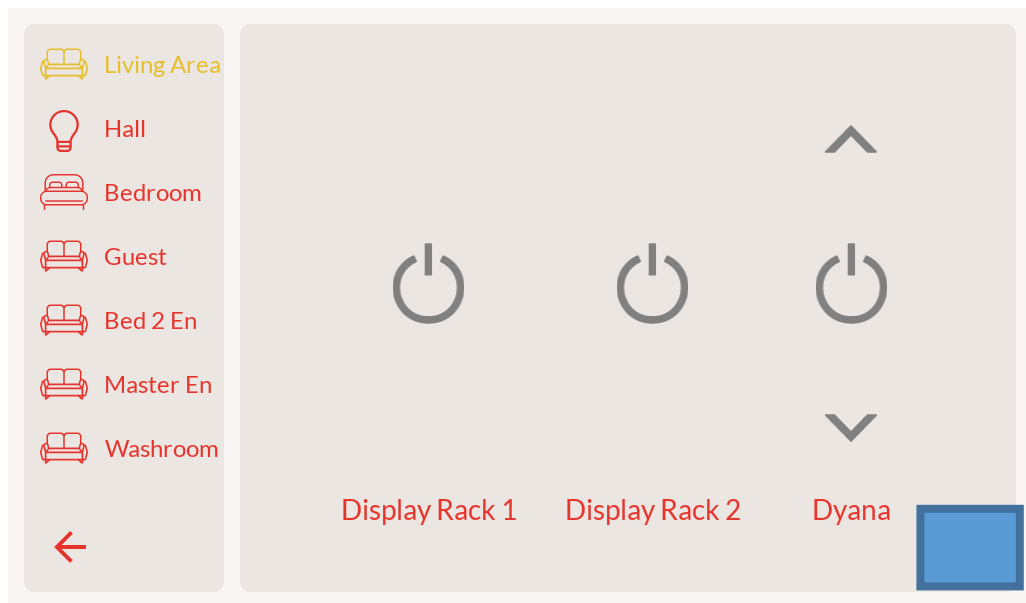 Living Area
Hall
Bedroom
Guest
Bed 2 En
Master En
Washroom
Display Rack 1
Display Rack 2
Dyana